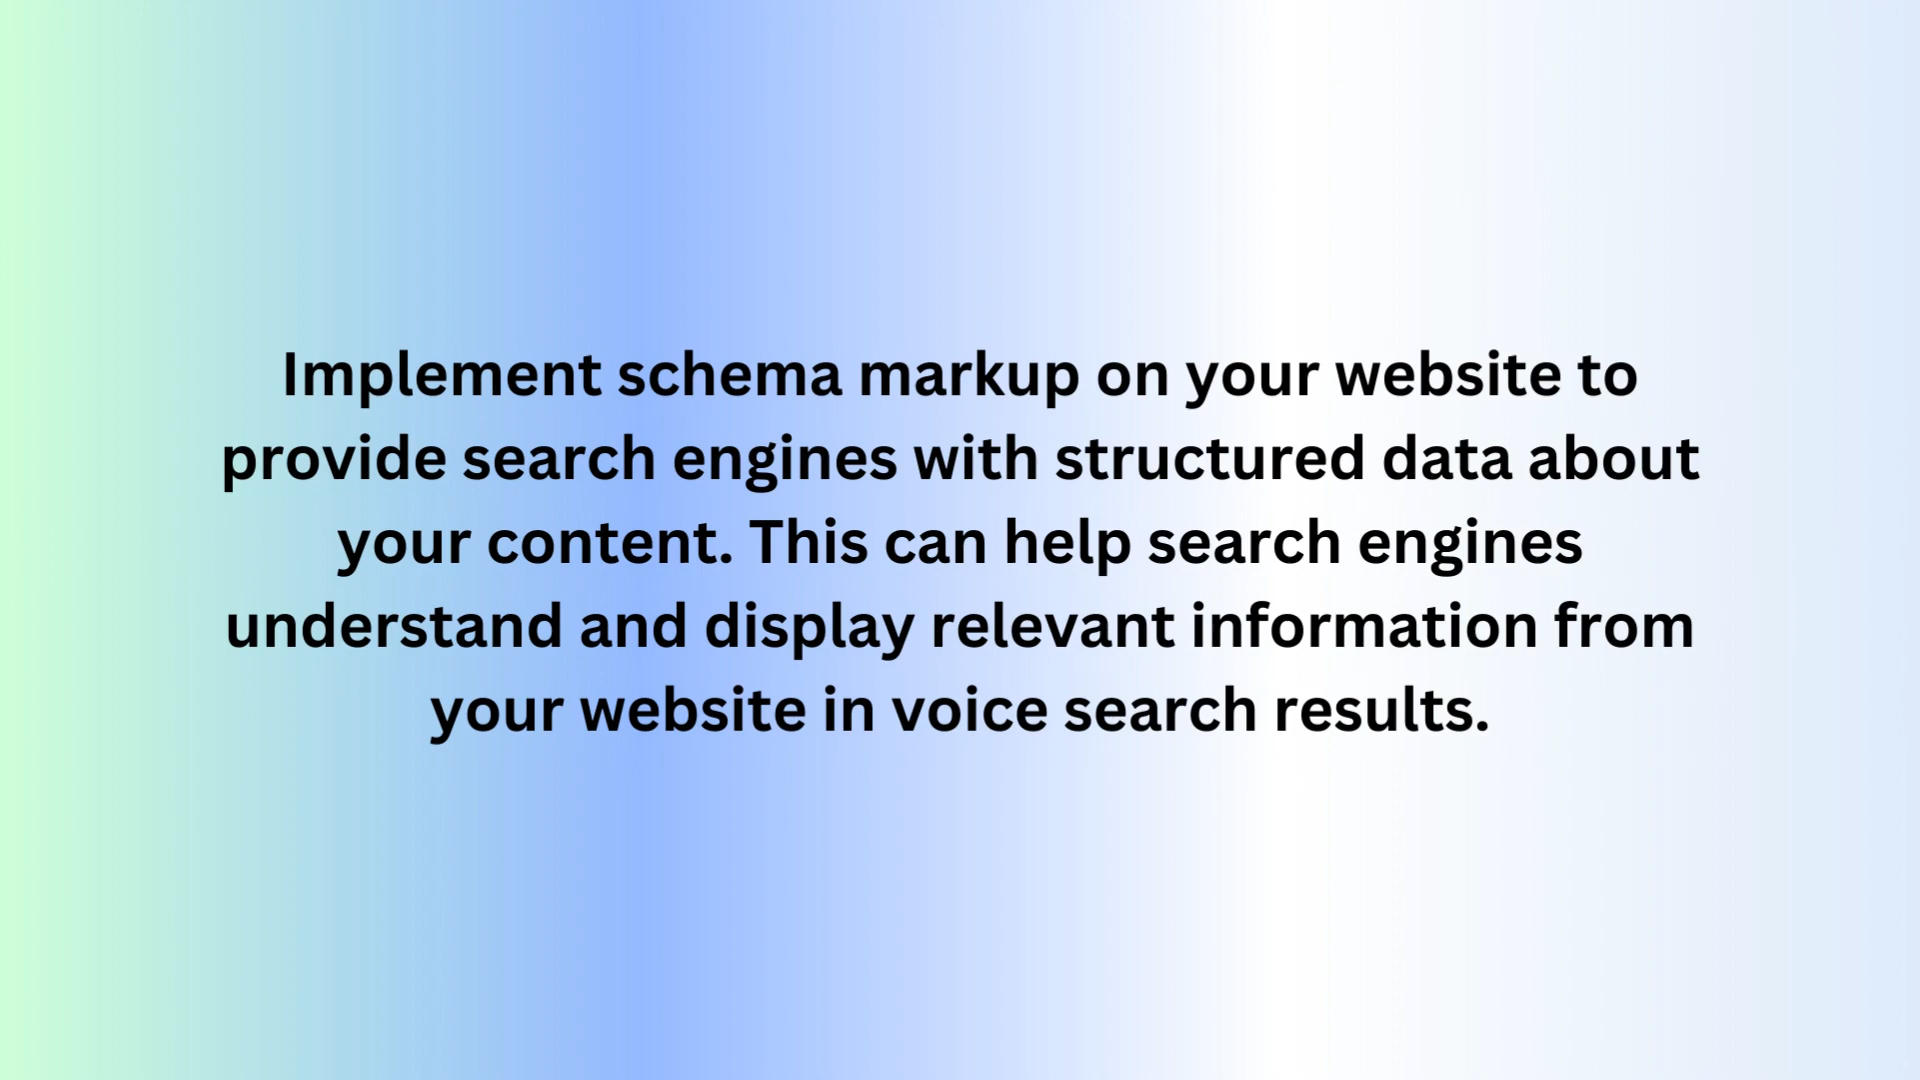 Implement schema markup on your website to
provide search engines with structured data about
your content. This can help search engines
understand and display relevant information from
your website in voice search results.